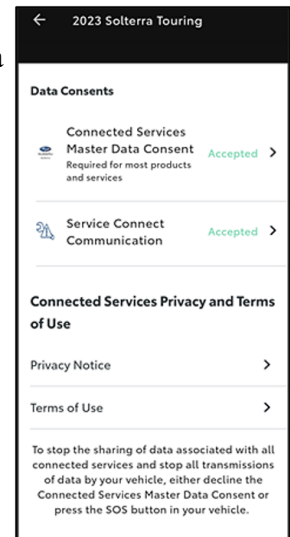 ← 2023 Solterra Touring
a
Data Consents
Connected Services
Master Data Consent
Required for most products
and services
Accepted >
Service Connect
Communication
Accepted >
Connected Services Privacy and Terms
of Use
Privacy Notice >
Terms of Use >
To stop the sharing of data associated with all
connected services and stop all transmissions
of data by your vehicle, either decline the
Connected Services Master Data Consent or
press the SOS button in your vehicle.